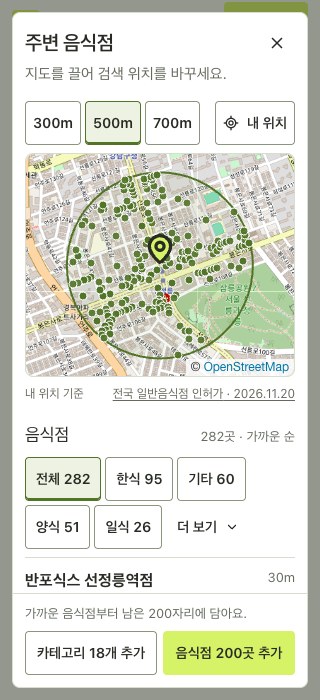 주변 음식점
지도를 끌어 검색 위치를 바꾸세요.
300m 500m 700m 내 위치
© OpenStreetMap
내 위치 기준 전국 일반음식점 인허가 · 2026.11.20
음식점 282곳 · 가까운 순
전체 282 한식 95 기타 60
양식 51 일식 26 더 보기
반포식스 선정릉역점 30m
가까운 음식점부터 남은 200자리에 담아요.
카테고리 18개 추가 음식점 200곳 추가